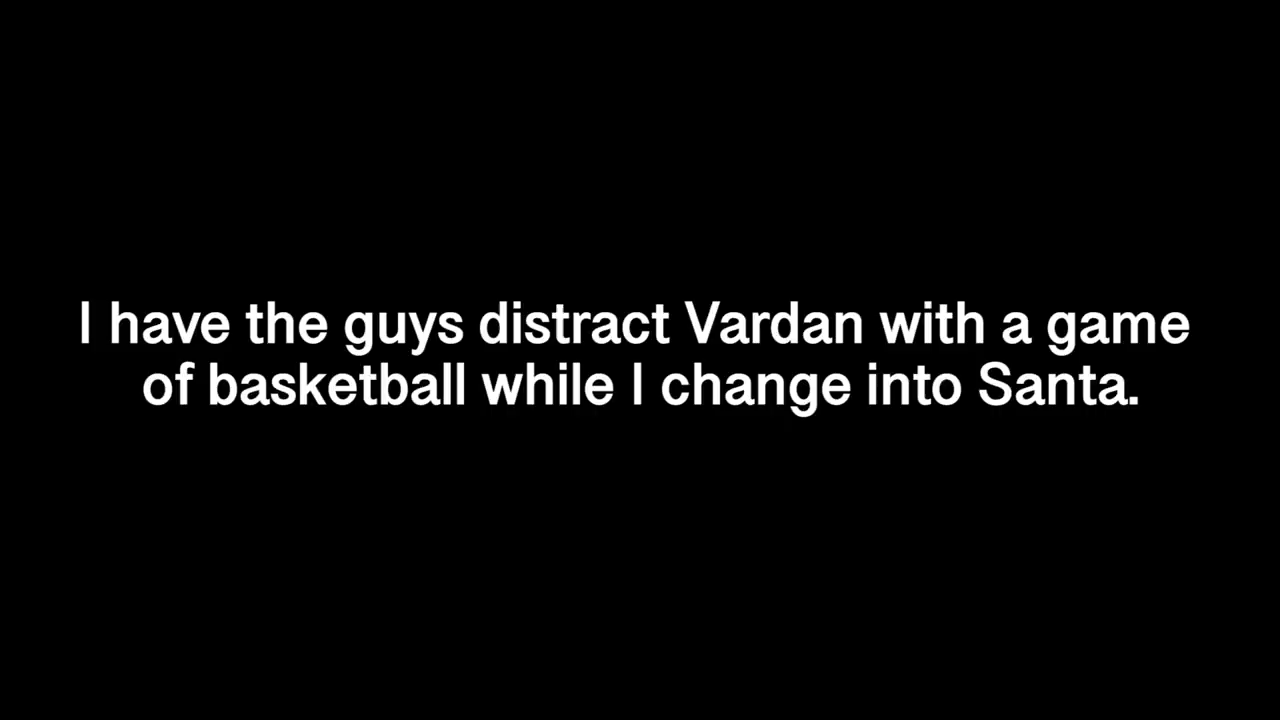 I have the guys distract Vardan with a game
of basketball while I change into Santa.